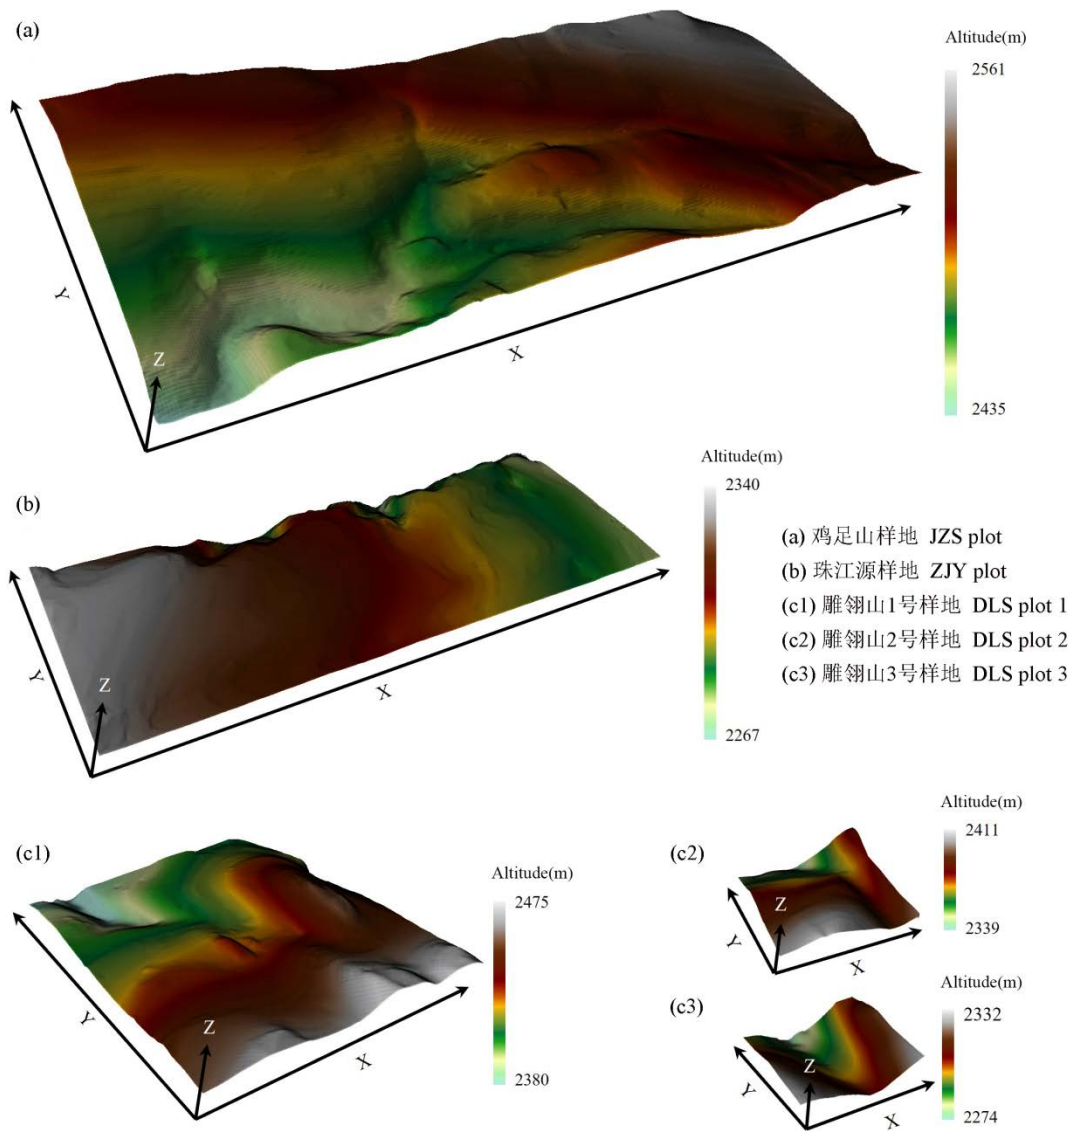 (a)
Altitude(m)
2561
2435
Y
Z
X
(b)
Altitude(m)
2340
2267
Y
Z
X
(a) 鸡足山样地 JZS plot
(b) 珠江源样地 ZJY plot
(c1) 雕翎山1号样地 DLS plot 1
(c2) 雕翎山2号样地 DLS plot 2
(c3) 雕翎山3号样地 DLS plot 3
(c1)
Altitude(m)
2475
2380
Y
Z
X
(c2)
Altitude(m)
2411
2339
Y
Z
X
(c3)
Altitude(m)
2332
2274
Y
Z
X